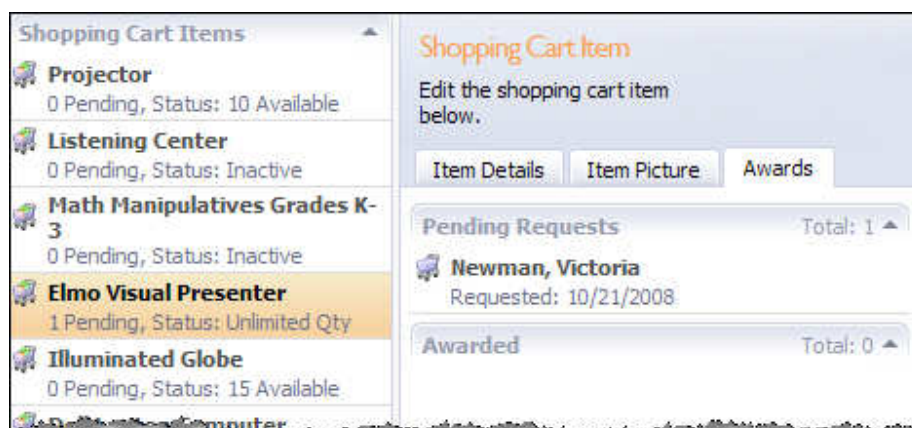 Shopping Cart Items
Projector
0 Pending, Status: 10 Available
Listening Center
0 Pending, Status: Inactive
Math Manipulatives Grades K-
3
0 Pending, Status: Inactive
Elmo Visual Presenter
1 Pending, Status: Unlimited Qty
Illuminated Globe
0 Pending, Status: 15 Available
Computer
Shopping Cart Item
Edit the shopping cart item
below.
Item Details Item Picture Awards
Pending Requests Total: 1
Newman, Victoria
Requested: 10/21/2008
Awarded Total: 0